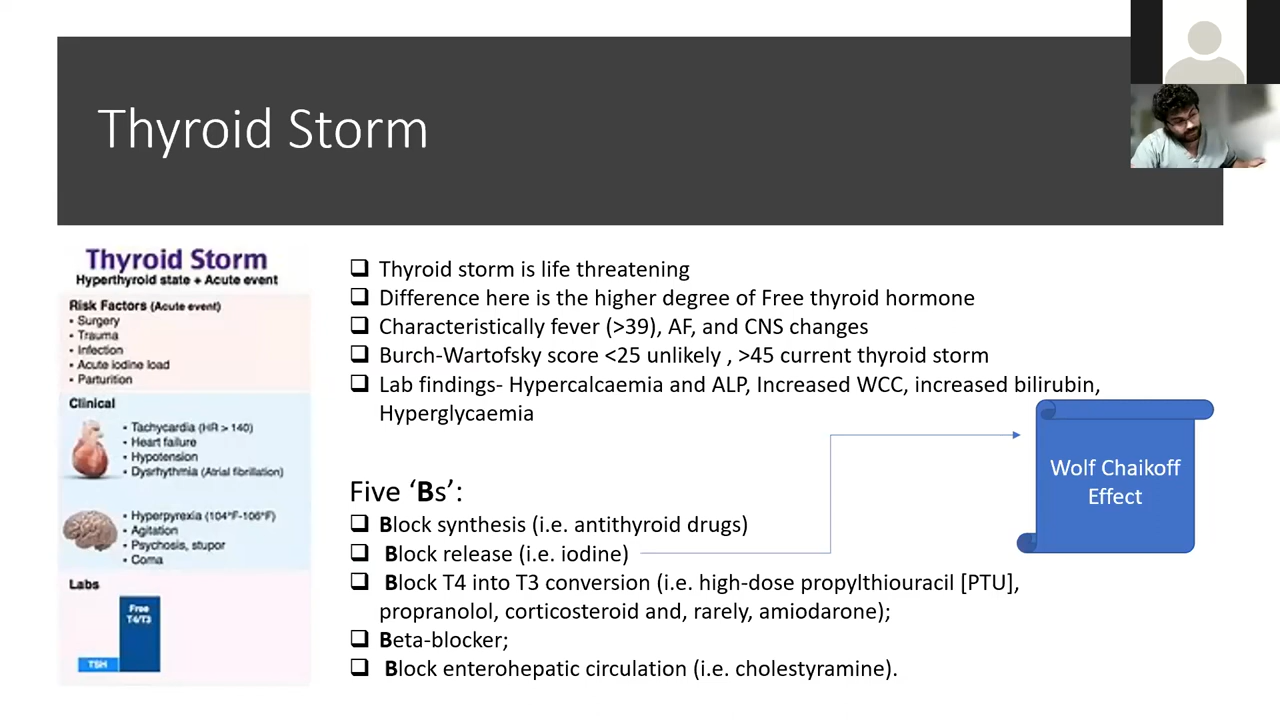 Thyroid Storm
Thyroid Storm
Hyperthyroid state + Acute event
Risk Factors (Acute event)
• Surgery
• Trauma
• Infection
• Acute iodine load
• Parturition
Clinical
• Tachycardia (HR > 140)
• Heart failure
• Hypotension
• Dysrhythmia (Atrial fibrillation)
• Hyperpyrexia (104°F-106°F)
• Agitation
• Psychosis, stupor
• Coma
Labs
Free
T4/T3
TSH
Thyroid storm is life threatening
Difference here is the higher degree of Free thyroid hormone
Characteristically fever (>39), AF, and CNS changes
Burch-Wartofsky score <25 unlikely , >45 current thyroid storm
Lab findings- Hypercalcaemia and ALP, Increased WCC, increased bilirubin,
Hyperglycaemia
Five ‘Bs’:
Block synthesis (i.e. antithyroid drugs)
Block release (i.e. iodine)
Block T4 into T3 conversion (i.e. high-dose propylthiouracil [PTU],
propranolol, corticosteroid and, rarely, amiodarone);
Beta-blocker;
Block enterohepatic circulation (i.e. cholestyramine).
Wolf Chaikoff
Effect